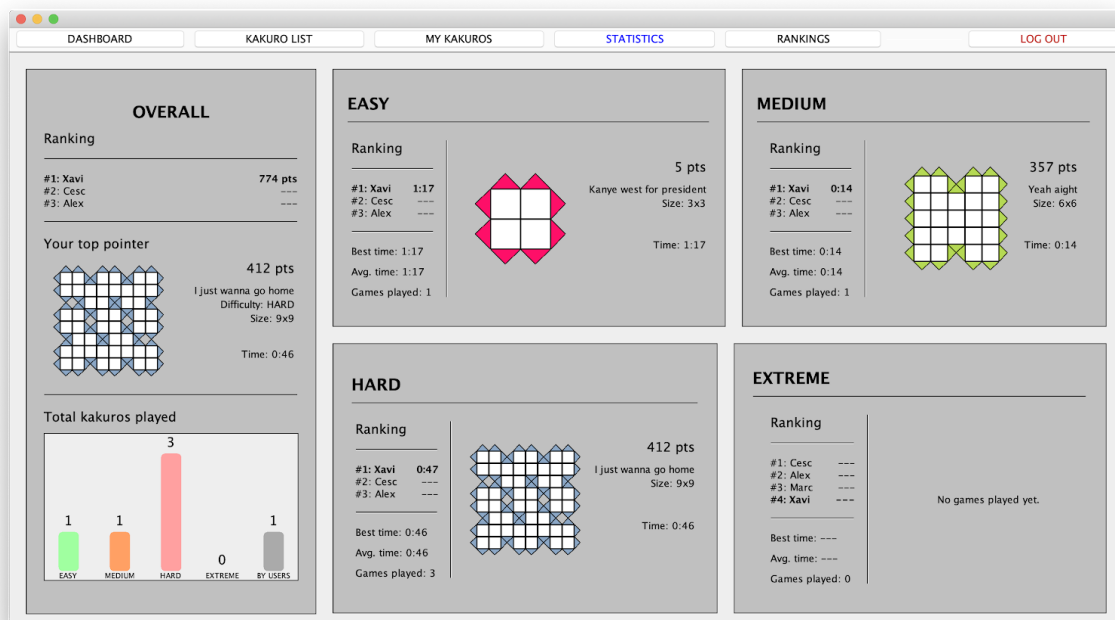 DASHBOARD KAKURO LIST MY KAKUROS STATISTICS RANKINGS LOG OUT
OVERALL
Ranking
#1: Xavi 774 pts
#2: Cesc ---
#3: Alex ---
Your top pointer
412 pts
I just wanna go home
Difficulty: HARD
Size: 9x9
Time: 0:46
Total kakuros played
1 1 3 0 1
EASY MEDIUM HARD EXTREME BY USERS
EASY
Ranking
#1: Xavi 1:17
#2: Cesc ---
#3: Alex ---
Best time: 1:17
Avg. time: 1:17
Games played: 1
5 pts
Kanye west for president
Size: 3x3
Time: 1:17
MEDIUM
Ranking
#1: Xavi 0:14
#2: Cesc ---
#3: Alex ---
Best time: 0:14
Avg. time: 0:14
Games played: 1
357 pts
Yeah aight
Size: 6x6
Time: 0:14
HARD
Ranking
#1: Xavi 0:47
#2: Cesc ---
#3: Alex ---
Best time: 0:46
Avg. time: 0:46
Games played: 3
412 pts
I just wanna go home
Size: 9x9
Time: 0:46
EXTREME
Ranking
#1: Cesc ---
#2: Alex ---
#3: Marc ---
#4: Xavi ---
Best time: ---
Avg. time: ---
Games played: 0
No games played yet.